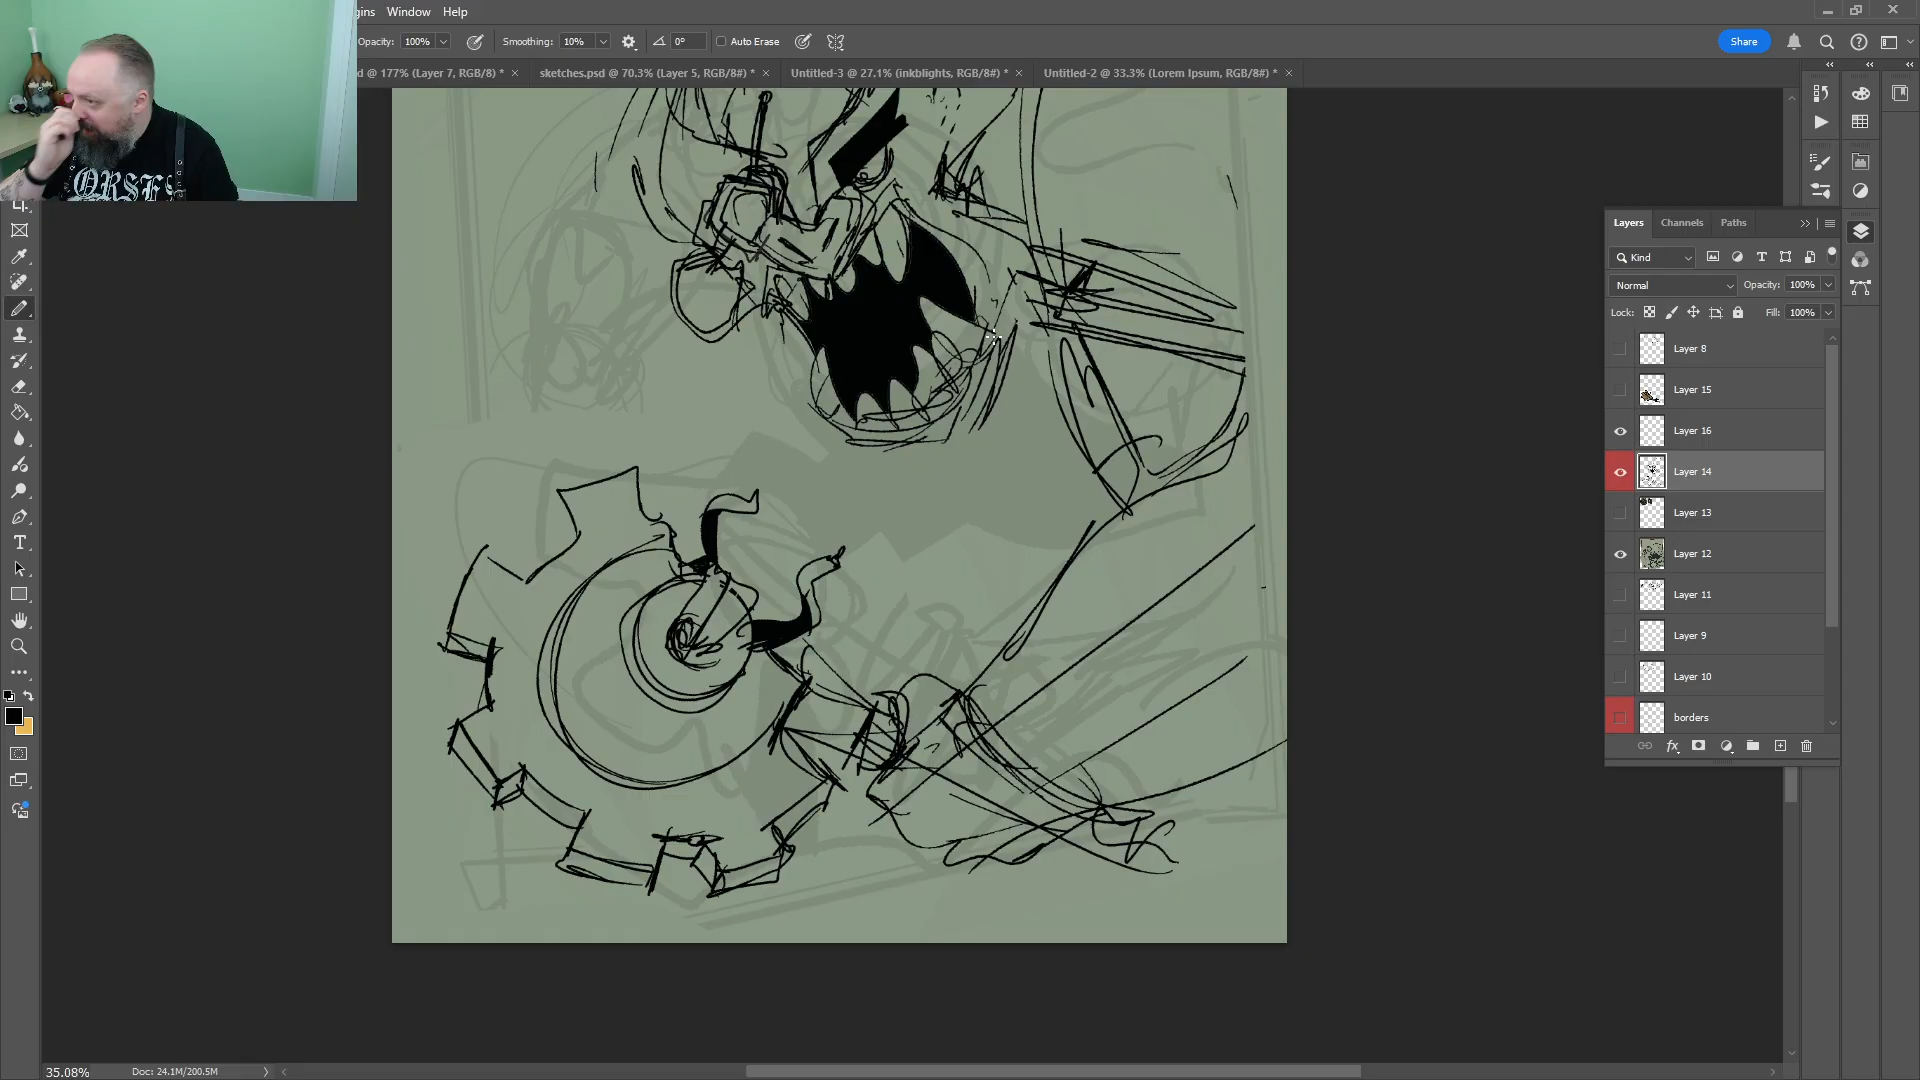 gins Window Help
Opacity: 100% Smoothing: 10% 0° Auto Erase Share
d @ 177% (Layer 7, RGB/8) * sketches.psd @ 70.3% (Layer 5, RGB/8#) * Untitled-3 @ 27.1% (inkblights, RGB/8#) * Untitled-2 @ 33.3% (Lorem Ipsum, RGB/8#) *
Layers Channels Paths
Kind
Normal Opacity: 100%
Lock: Fill: 100%
Layer 8
Layer 15
Layer 16
Layer 14
Layer 13
Layer 12
Layer 11
Layer 9
Layer 10
borders
35.08% Doc: 24.1M/200.5M